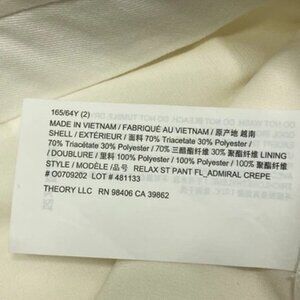 165/64Y (2)
MADE IN VIETNAM / FABRIQUÉ AU VIETNAM / 原产地 越南
SHELL / EXTÉRIEUR / 面料 70% Triacetate 30% Polyester /
70% Triacétate 30% Polyester / 70% 三醋酯纤维 30% 聚酯纤维 LINING
/ DOUBLURE / 里料 100% Polyester / 100% Polyester / 100% 聚酯纤维
STYLE / MODÈLE / 型号 RELAX ST PANT FL_ADMIRAL CREPE
# O0709202 LOT # 481133
THEORY LLC RN 98406 CA 39862